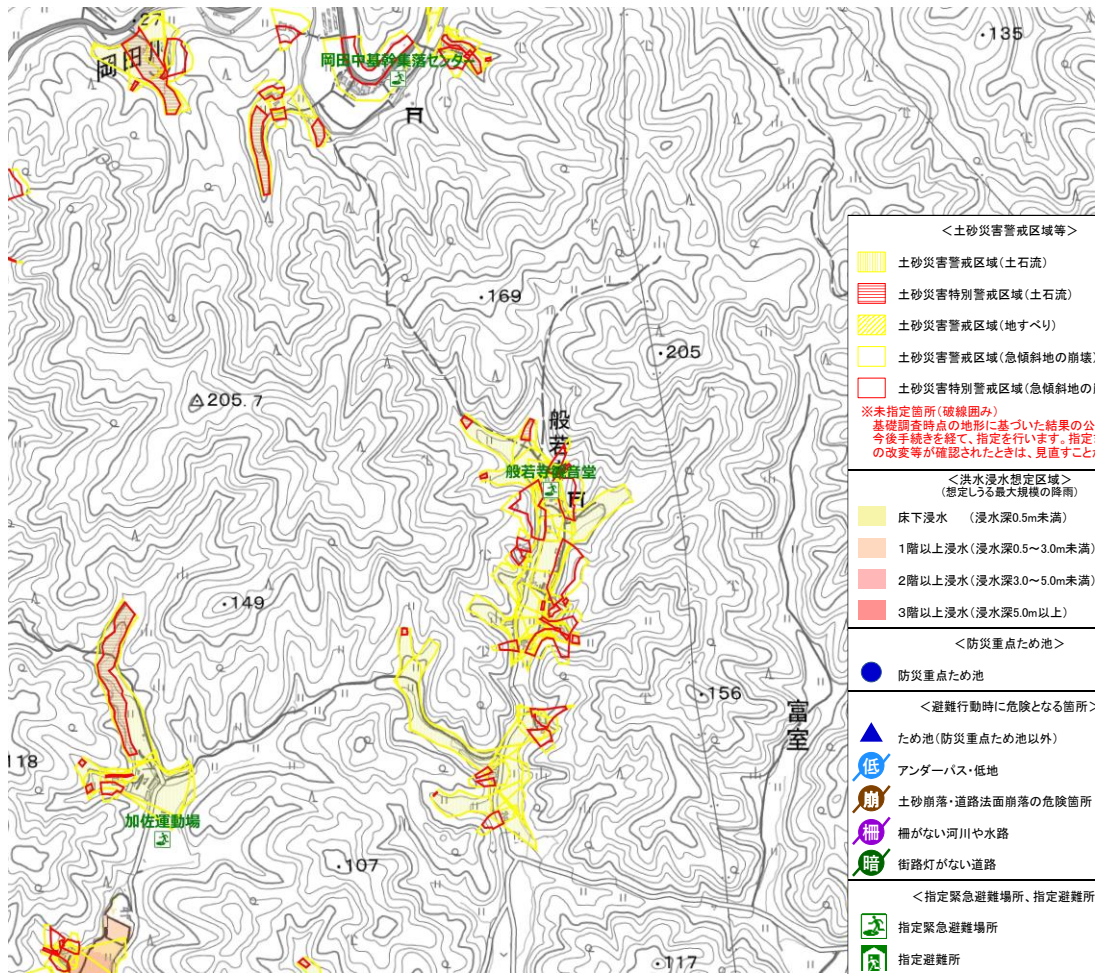 ・27
岡田川
岡田中基幹集落センター
・135
・169
・205
205.7
般若
般若寺観音堂
・149
・156
富室
118
加佐運動場
・107
・117
＜土砂災害警戒区域等＞
土砂災害警戒区域（土石流）
土砂災害特別警戒区域（土石流）
土砂災害警戒区域（地すべり）
土砂災害警戒区域（急傾斜地の崩壊）
土砂災害特別警戒区域（急傾斜地の
※未指定箇所（破線囲み）
基礎調査時点の地形に基づいた結果の公
今後手続きを経て、指定を行います。指定
の改変等が確認されたときは、見直すこと
＜洪水浸水想定区域＞
（想定しうる最大規模の降雨）
床下浸水　（浸水深0.5m未満）
1階以上浸水（浸水深0.5～3.0m未満）
2階以上浸水（浸水深3.0～5.0m未満）
3階以上浸水（浸水深5.0m以上）
＜防災重点ため池＞
防災重点ため池
＜避難行動時に危険となる箇所＞
ため池（防災重点ため池以外）
低 アンダーパス・低地
崩 土砂崩落・道路法面崩落の危険箇所
柵 柵がない河川や水路
暗 街路灯がない道路
＜指定緊急避難場所、指定避難所
指定緊急避難場所
指定避難所